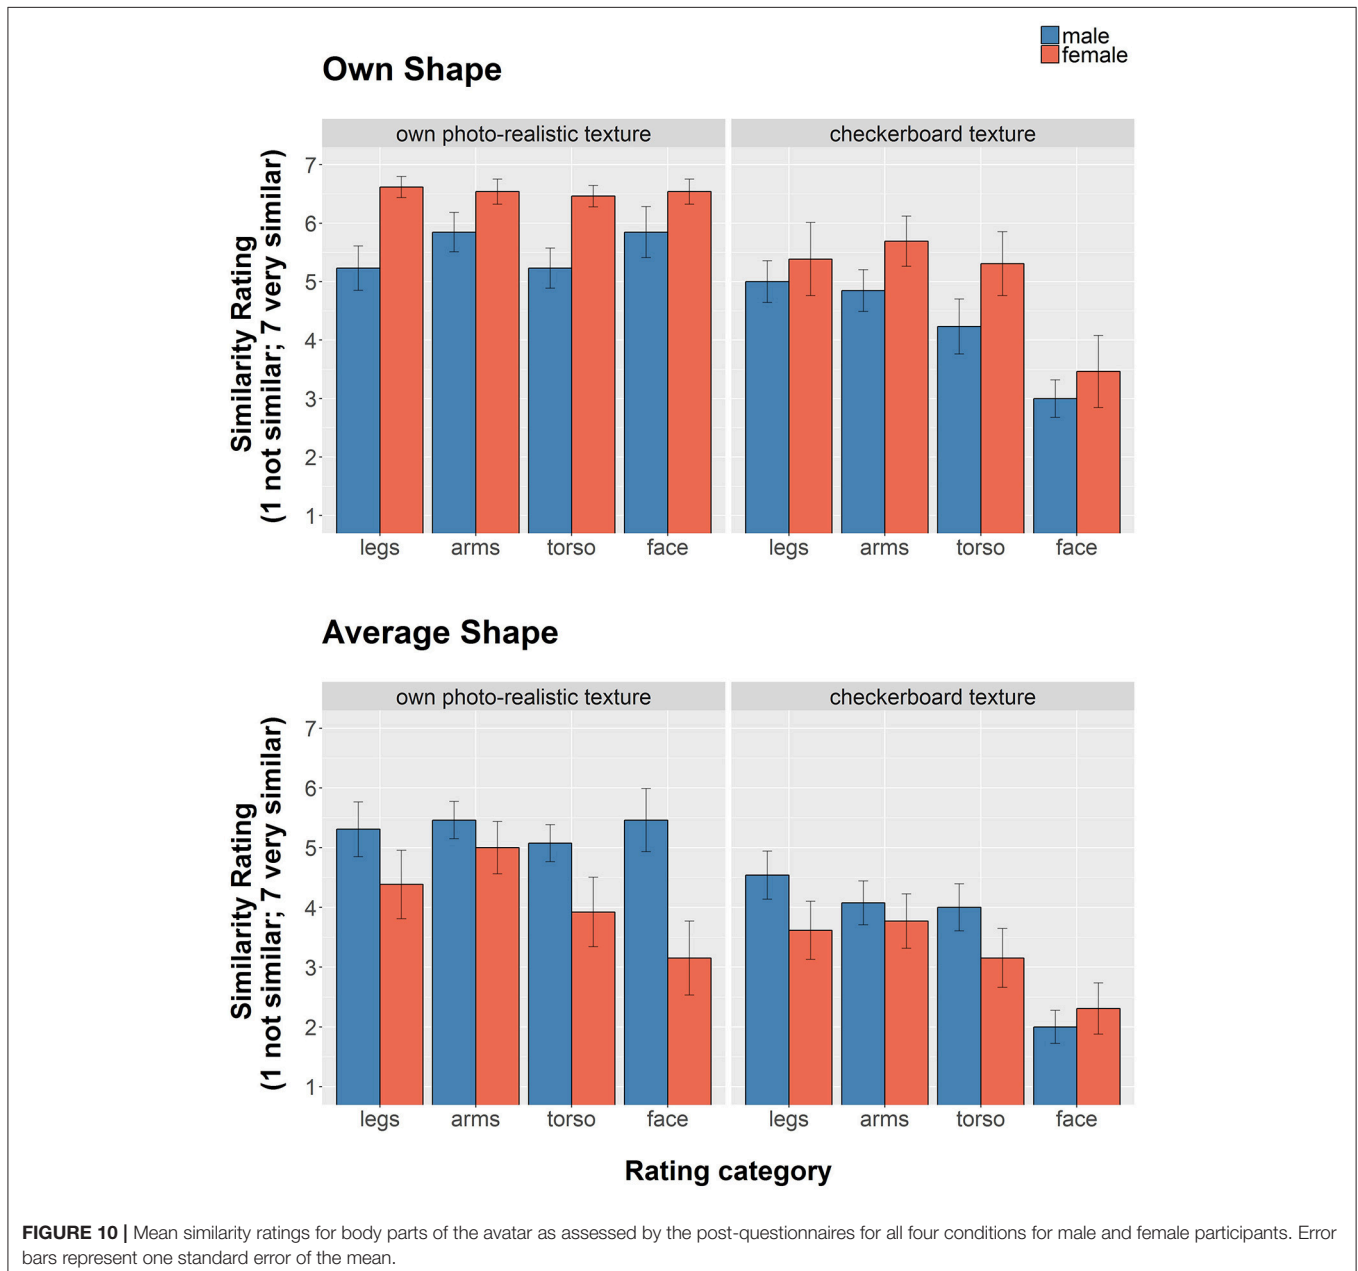 male
female
Own Shape
own photo-realistic texture
checkerboard texture
Similarity Rating
(1 not similar; 7 very similar)
7
6
5
4
3
2
1
legs arms torso face
legs arms torso face
Average Shape
own photo-realistic texture
checkerboard texture
Similarity Rating
(1 not similar; 7 very similar)
7
6
5
4
3
2
1
legs arms torso face
legs arms torso face
Rating category
FIGURE 10 | Mean similarity ratings for body parts of the avatar as assessed by the post-questionnaires for all four conditions for male and female participants. Error
bars represent one standard error of the mean.